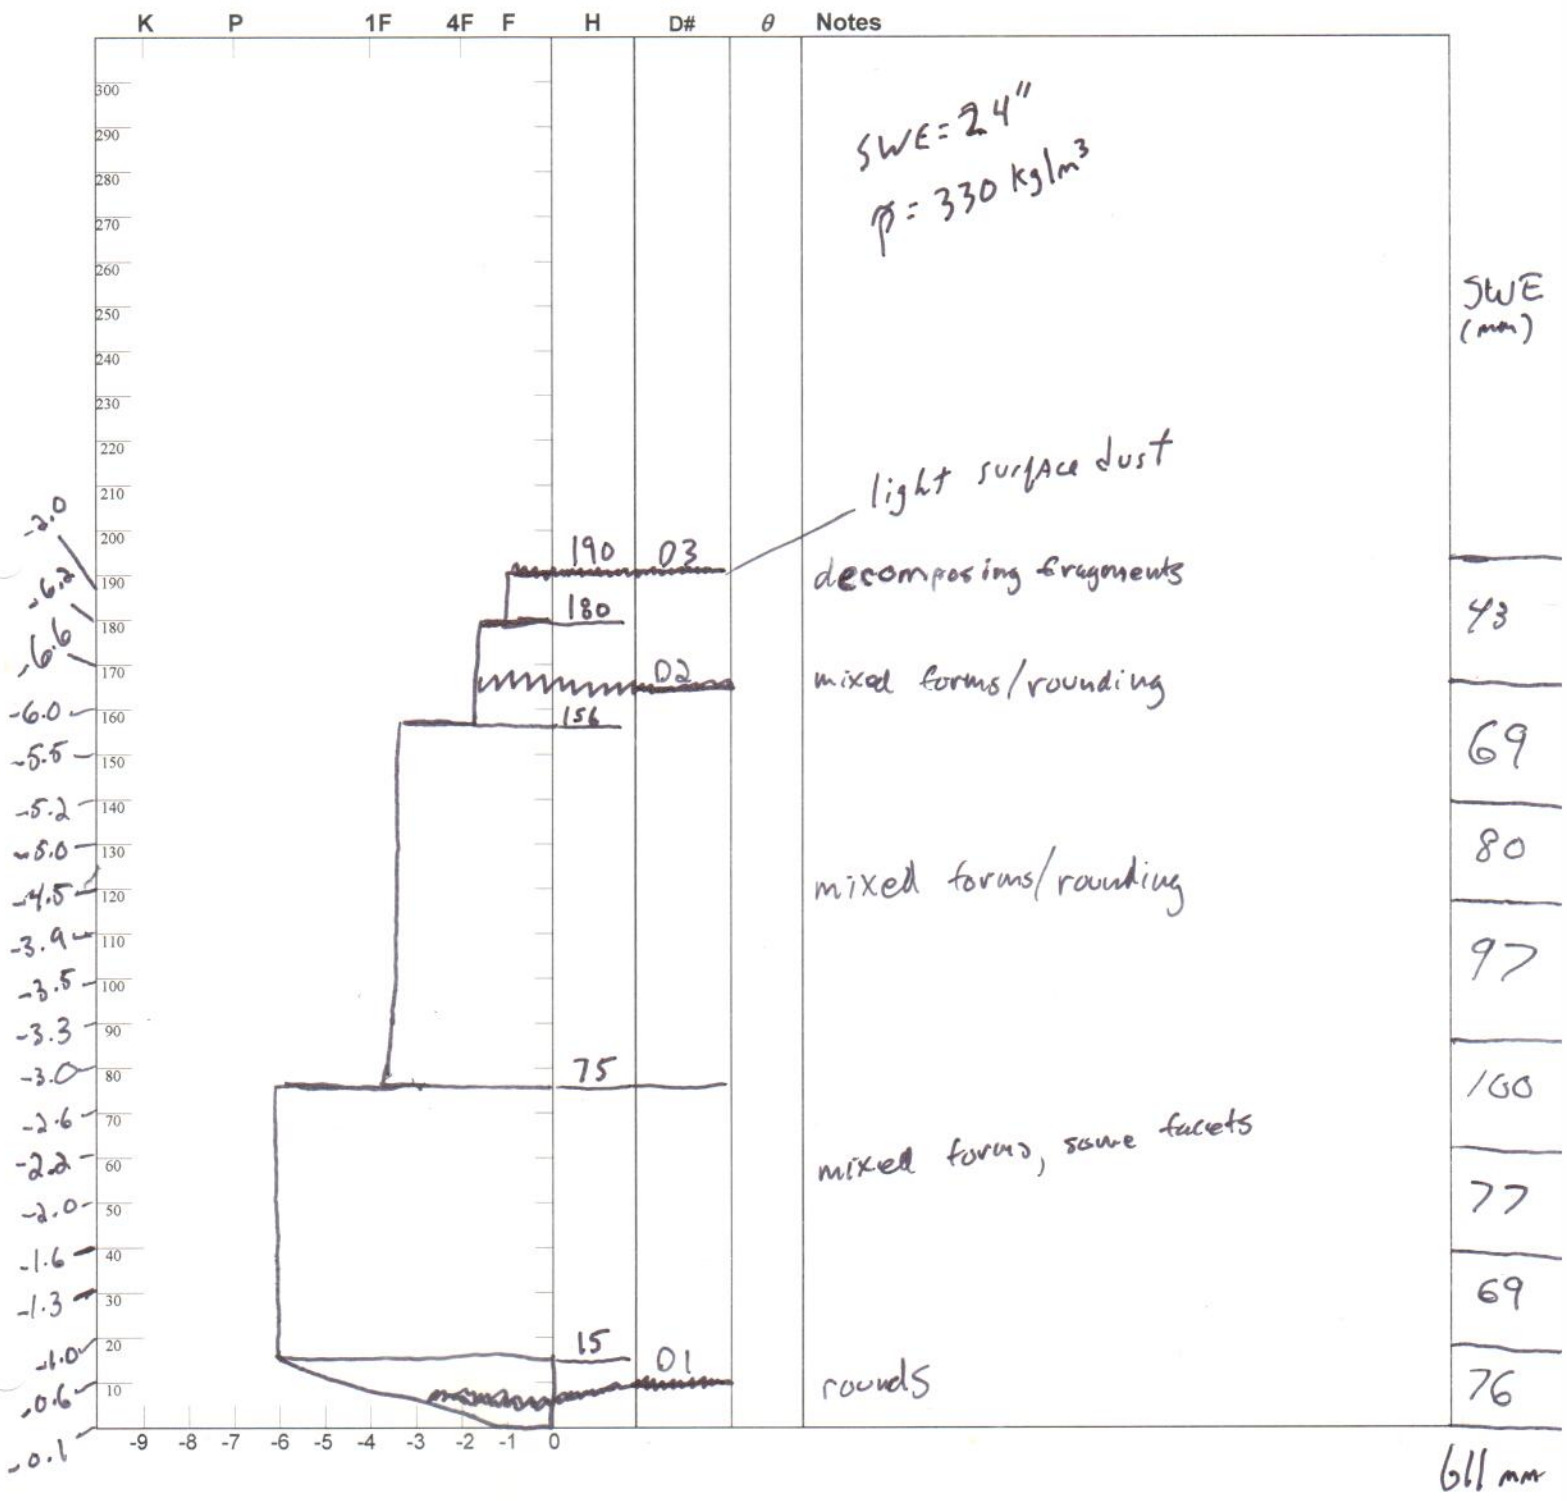 K P 1F 4F F H D# θ Notes
300
SWE = 24"
290
280
ρ = 330 kg/m³
270
260
250
SWE
(mm)
240
230
220
210
light surface dust
-2.0
200
190 D3
decomposing fragments
190
-6.2
180
43
180
-6.6
170
D2
mixed forms/rounding
-6.0 160
156
-5.5 150
69
-5.2 140
-5.0 130
80
-4.5 120
mixed forms/rounding
-3.9 110
97
-3.5 100
-3.3 90
-3.0 80
75
100
-2.6 70
-2.2 60
mixed forms, some facets
-2.0 50
77
-1.6 40
-1.3 30
69
-1.0 20
15
D1
-0.6 10
rounds
76
-0.1
-9 -8 -7 -6 -5 -4 -3 -2 -1 0
611 mm